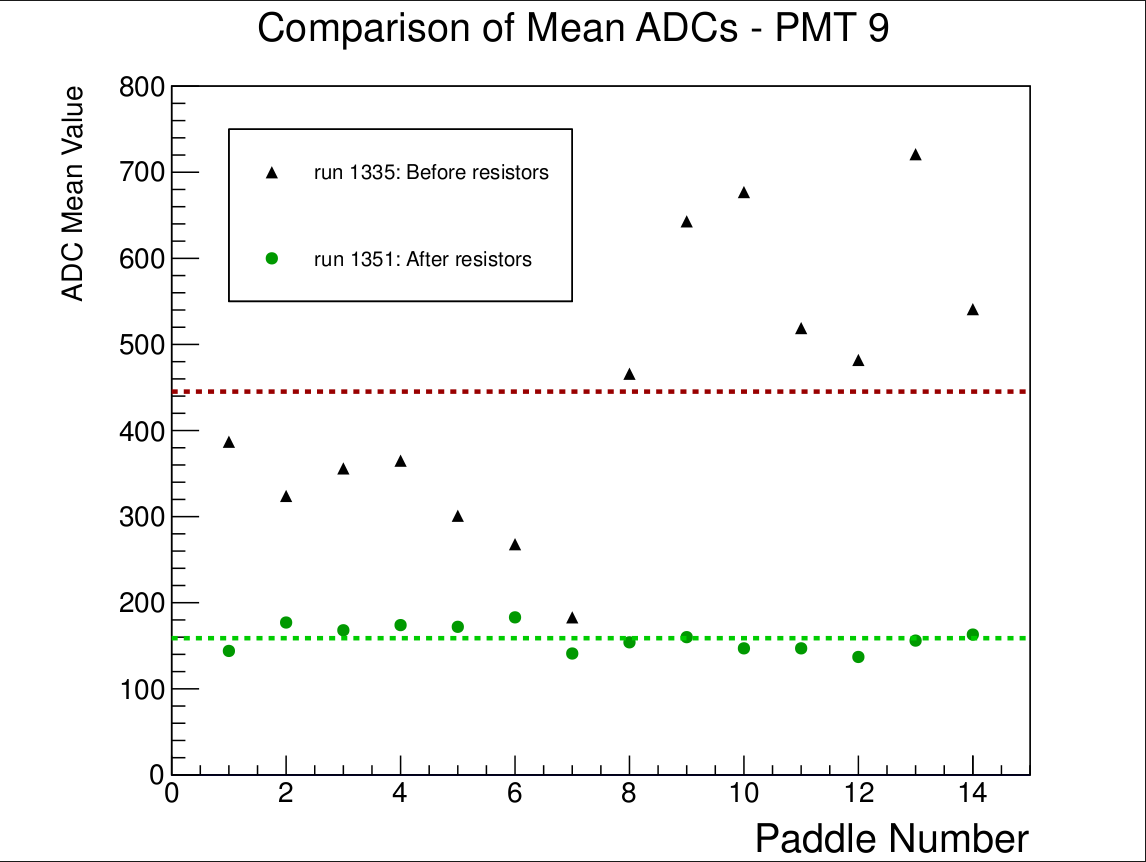 Comparison of Mean ADCs - PMT 9
ADC Mean Value
800
700
600
500
400
300
200
100
0
run 1335: Before resistors
run 1351: After resistors
0 2 4 6 8 10 12 14
Paddle Number